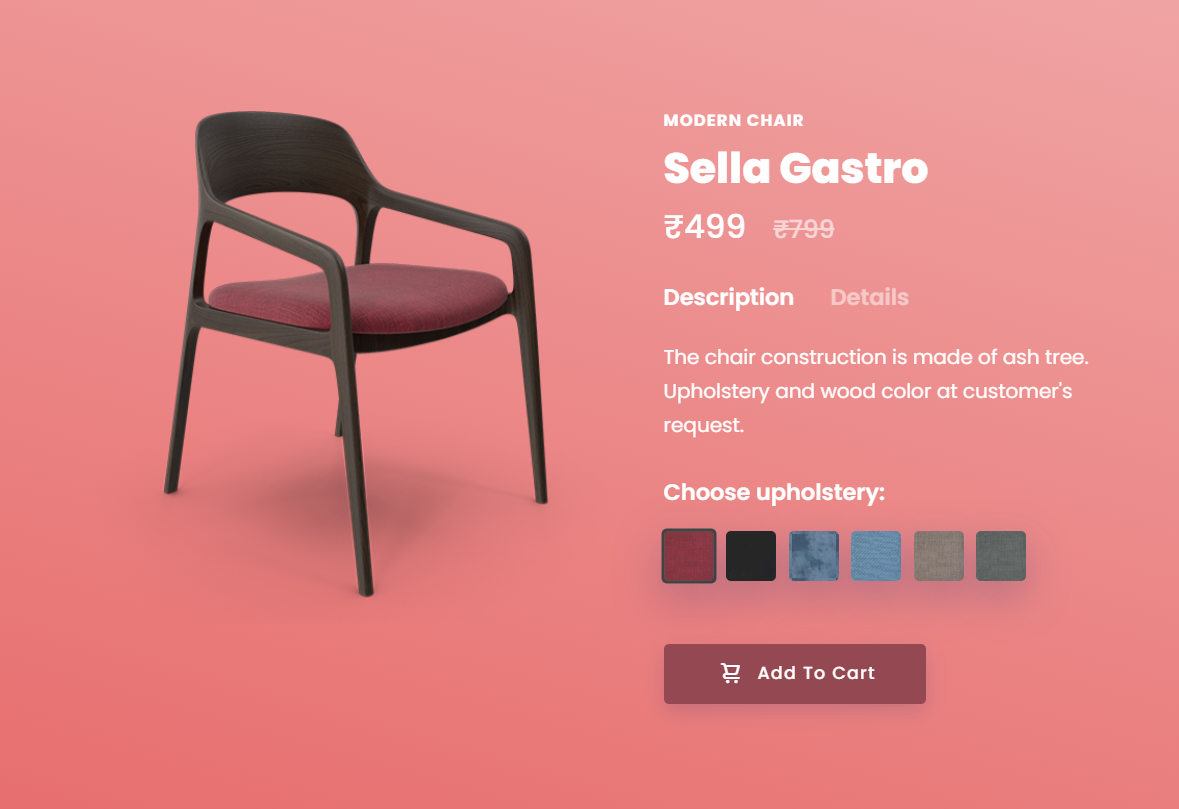 MODERN CHAIR
Sella Gastro
₹499 ₹799
Description Details
The chair construction is made of ash tree.
Upholstery and wood color at customer's
request.
Choose upholstery:
Add To Cart